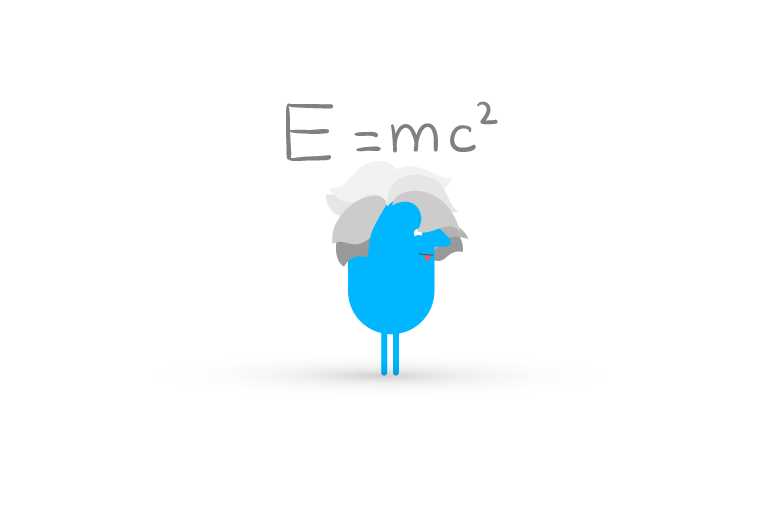 E = mc²